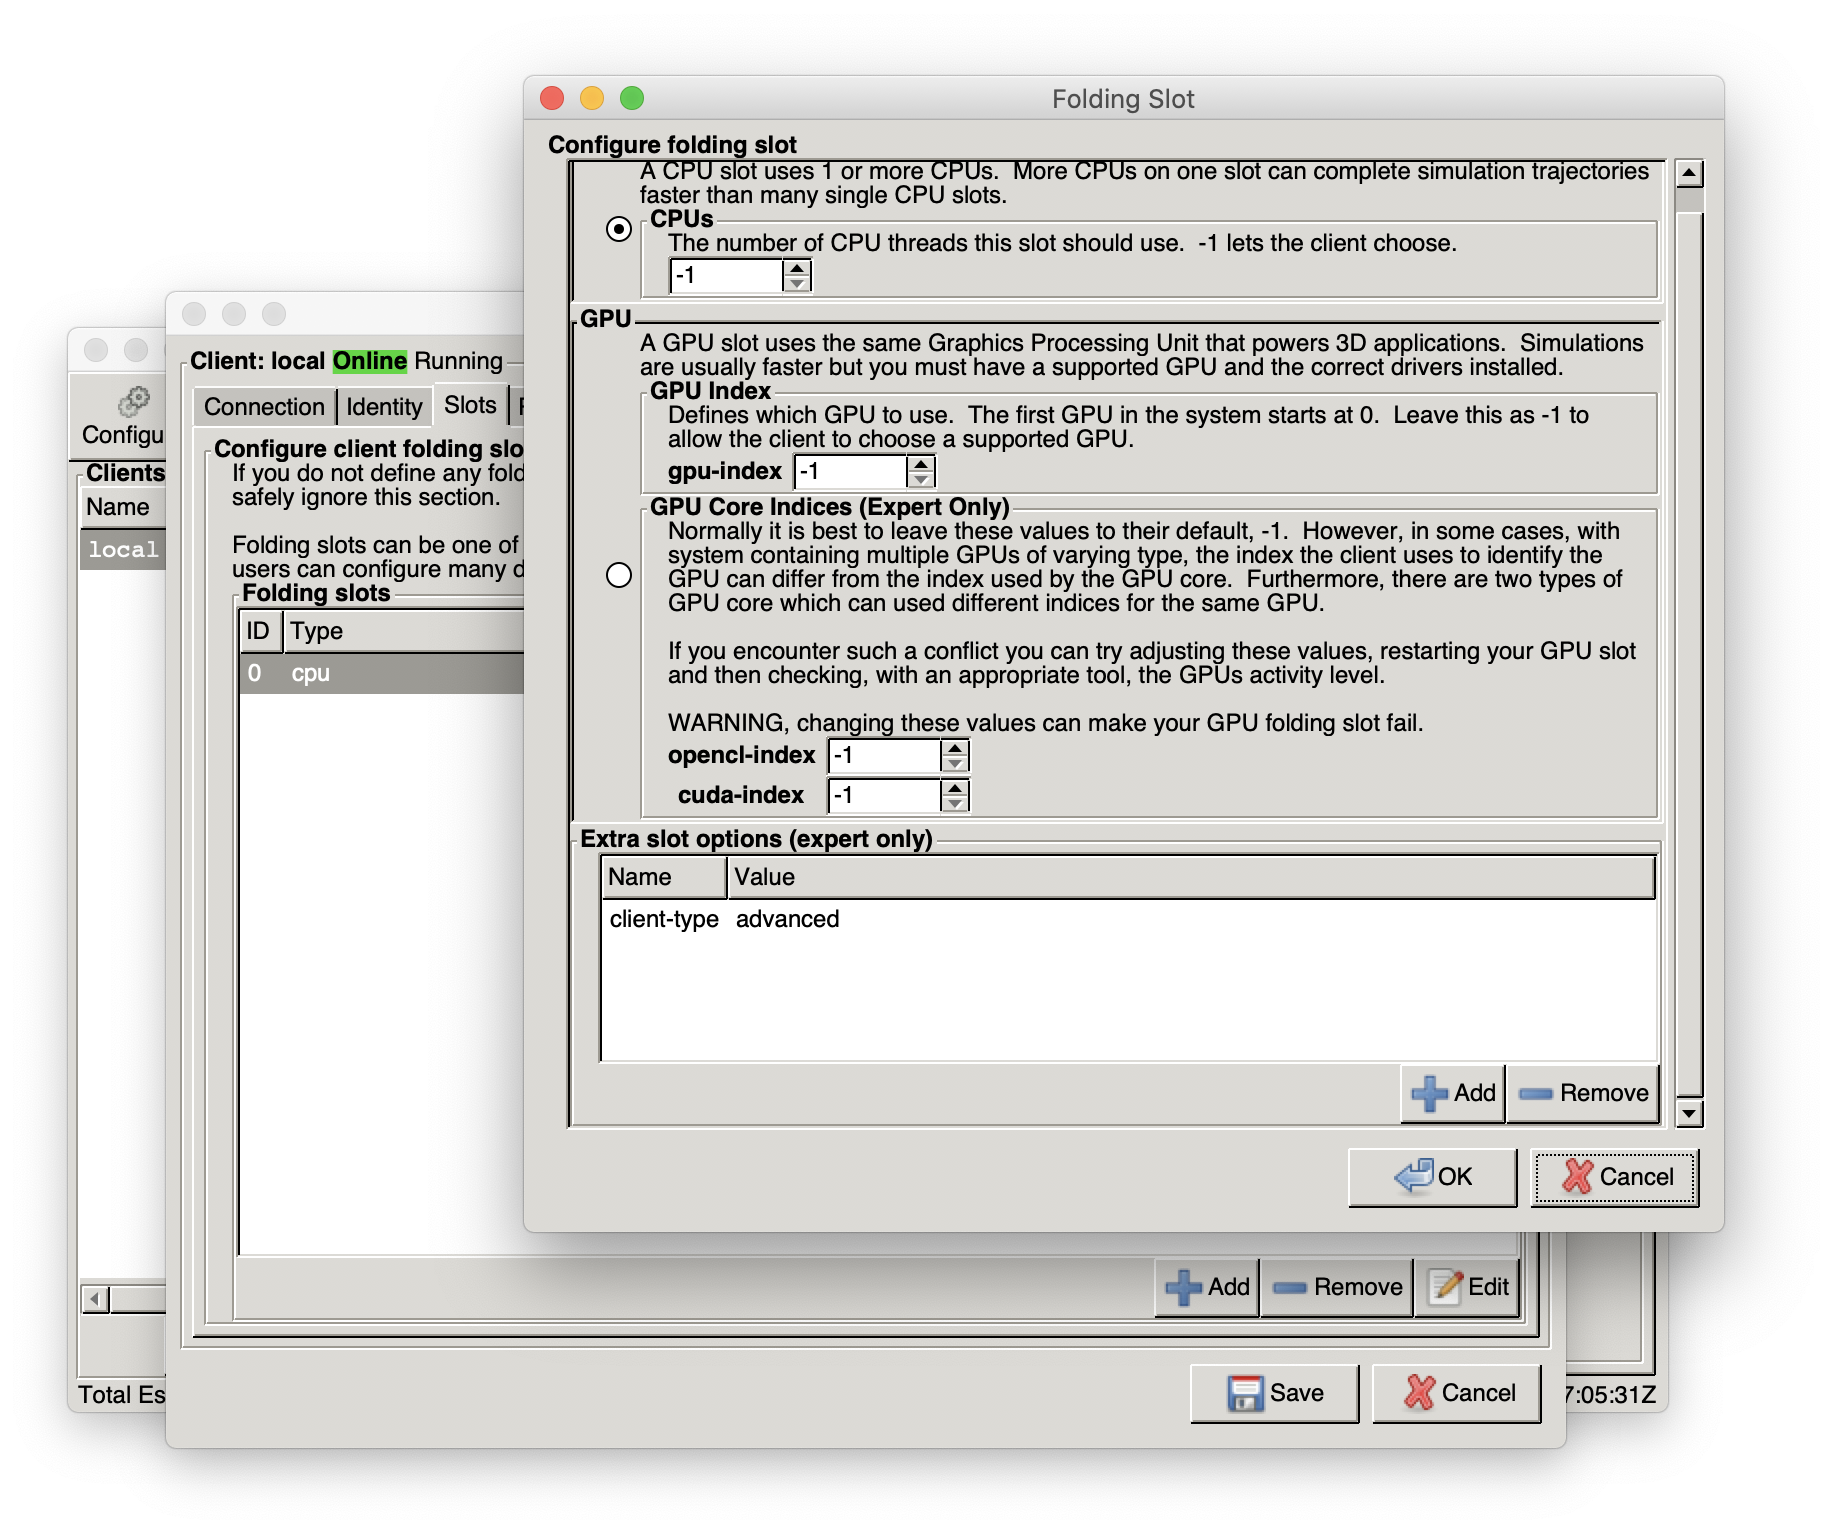 Folding Slot
Configure folding slot
A CPU slot uses 1 or more CPUs.  More CPUs on one slot can complete simulation trajectories
faster than many single CPU slots.
CPUs
The number of CPU threads this slot should use.  -1 lets the client choose.
-1
GPU
A GPU slot uses the same Graphics Processing Unit that powers 3D applications.  Simulations
are usually faster but you must have a supported GPU and the correct drivers installed.
GPU Index
Defines which GPU to use.  The first GPU in the system starts at 0.  Leave this as -1 to
allow the client to choose a supported GPU.
gpu-index -1
GPU Core Indices (Expert Only)
Normally it is best to leave these values to their default, -1.  However, in some cases, with
system containing multiple GPUs of varying type, the index the client uses to identify the
GPU can differ from the index used by the GPU core.  Furthermore, there are two types of
GPU core which can used different indices for the same GPU.
If you encounter such a conflict you can try adjusting these values, restarting your GPU slot
and then checking, with an appropriate tool, the GPUs activity level.
WARNING, changing these values can make your GPU folding slot fail.
opencl-index -1
cuda-index -1
Extra slot options (expert only)
Name Value
client-type advanced
Add Remove
OK Cancel
Client: local Online Running
Connection Identity Slots
Configure client folding slo
If you do not define any fold
safely ignore this section.
Folding slots can be one of
users can configure many d
Folding slots
ID Type
0 cpu
Add Remove Edit
Save Cancel
Configu
Clients
Name
local
Total Es
7:05:31Z